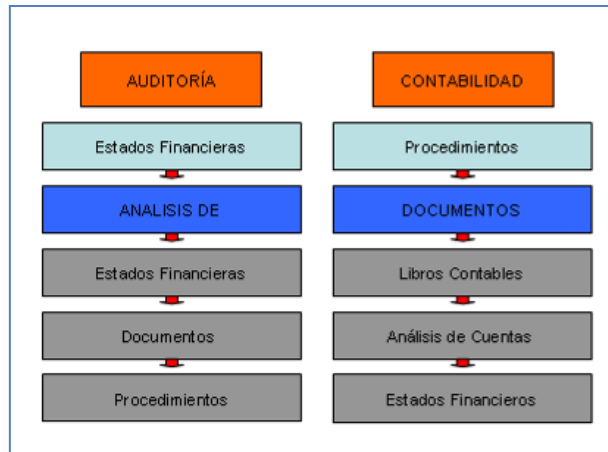 AUDITORÍA
Estados Financieras
ANALISIS DE
Estados Financieras
Documentos
Procedimientos
CONTABILIDAD
Procedimientos
DOCUMENTOS
Libros Contables
Análisis de Cuentas
Estados Financieros